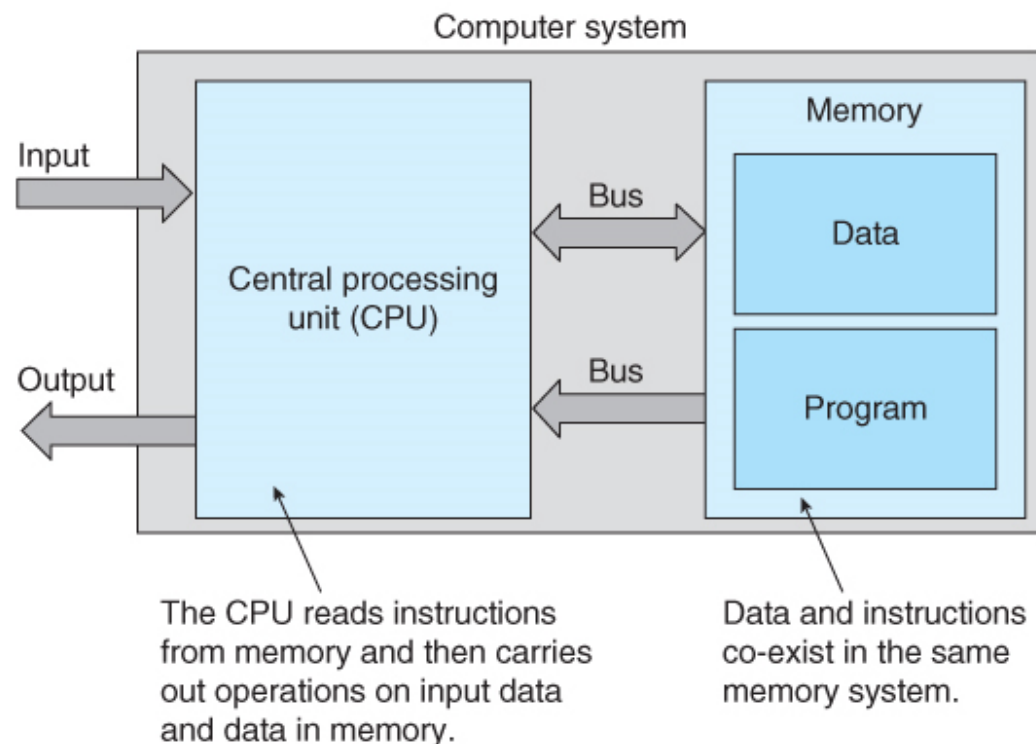 Computer system
Input
Output
Central processing
unit (CPU)
Bus
Bus
Memory
Data
Program
The CPU reads instructions
from memory and then carries
out operations on input data
and data in memory.
Data and instructions
co-exist in the same
memory system.